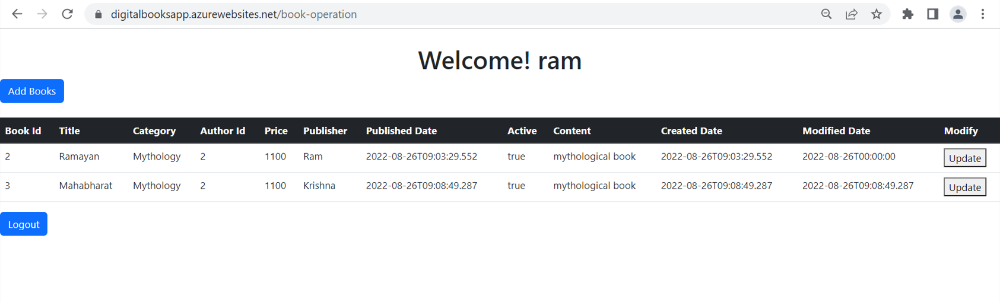 digitalbooksapp.azurewebsites.net/book-operation
Welcome! ram
Add Books
Book Id Title Category Author Id Price Publisher Published Date Active Content Created Date Modified Date Modify
2 Ramayan Mythology 2 1100 Ram 2022-08-26T09:03:29.552 true mythological book 2022-08-26T09:03:29.552 2022-08-26T00:00:00 Update
3 Mahabharat Mythology 2 1100 Krishna 2022-08-26T09:08:49.287 true mythological book 2022-08-26T09:08:49.287 2022-08-26T09:08:49.287 Update
Logout